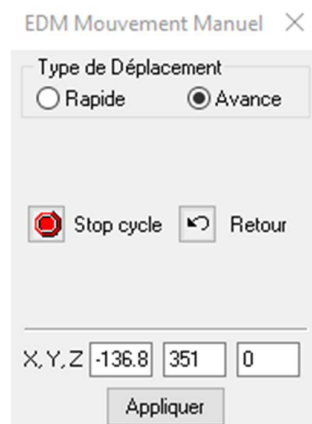 EDM Mouvement Manuel
Type de Déplacement
Rapide Avance
Stop cycle Retour
X, Y, Z -136.8 351 0
Appliquer